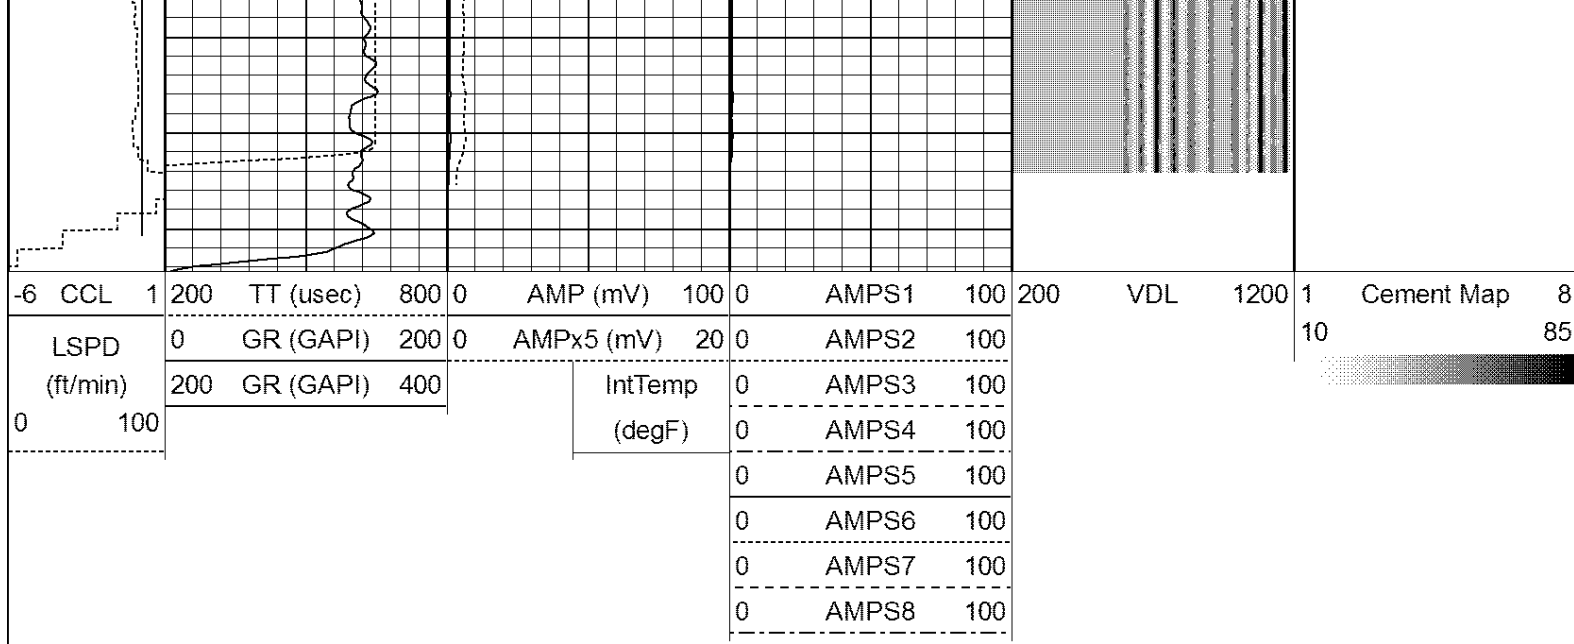 -6 CCL 1 200 TT (usec) 800 0 AMP (mV) 100 0 AMPS1 100 200 VDL 1200 1 Cement Map 8
LSPD 0 GR (GAPI) 200 0 AMPx5 (mV) 20 0 AMPS2 100 10 85
(ft/min) 200 GR (GAPI) 400 IntTemp 0 AMPS3 100
0 100 (degF) 0 AMPS4 100
0 AMPS5 100
0 AMPS6 100
0 AMPS7 100
0 AMPS8 100